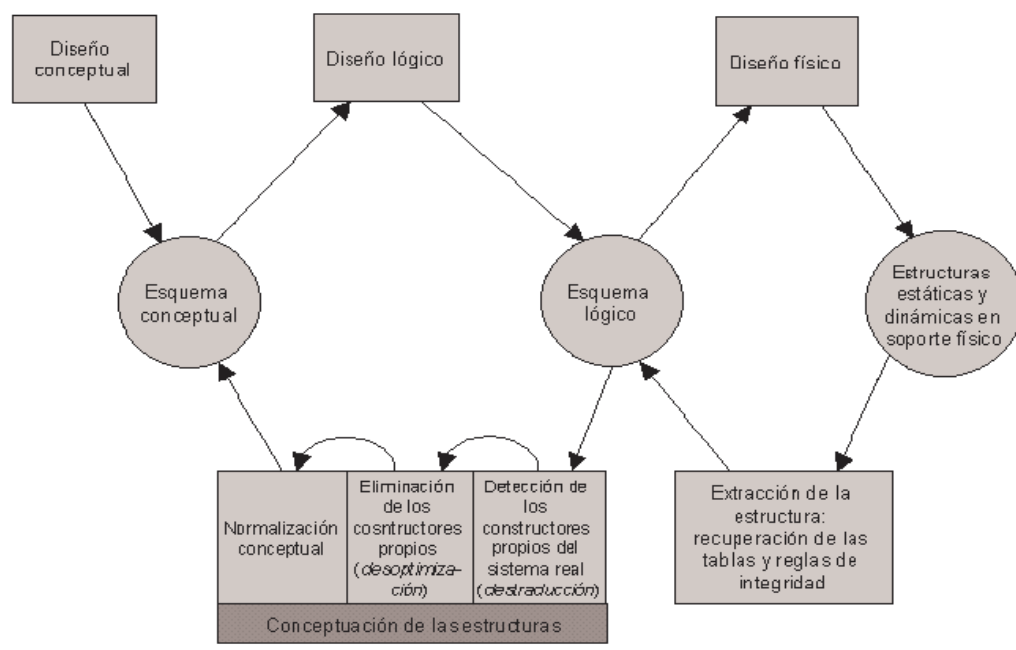 Diseño
conceptual
Diseño lógico
Diseño físico
Esquema
conceptual
Esquema
lógico
Estructuras
estáticas y
dinámicas en
soporte físico
Normalización
conceptual
Eliminación
de los
cosntructores
propios
(desoptimiza-
ción)
Detección de
los
constructores
propios del
sistema real
(destraducción)
Extracción de la
estructura:
recuperación de las
tablas y reglas de
integridad
Conceptuación de las estructuras